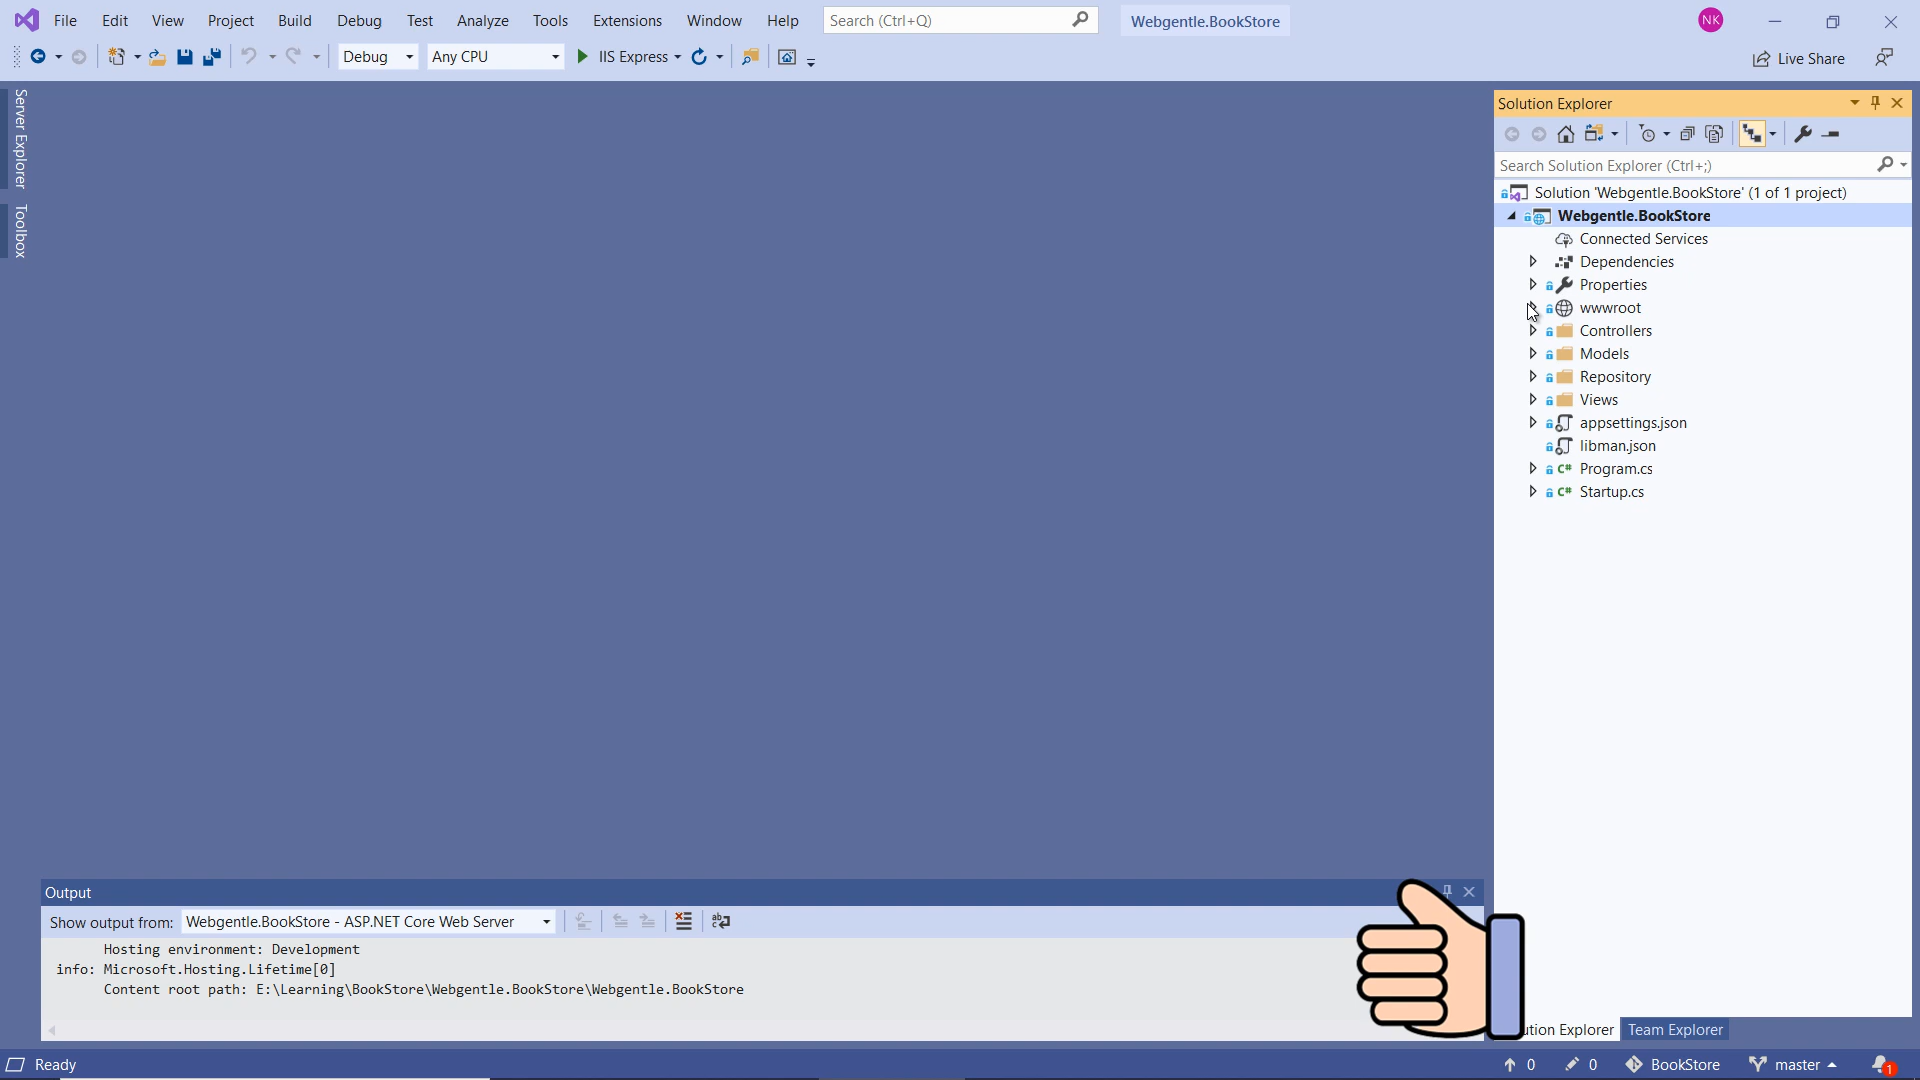 File Edit View Project Build Debug Test Analyze Tools Extensions Window Help Search (Ctrl+Q) Webgentle.BookStore NK
Debug Any CPU IIS Express Live Share
Server Explorer
Toolbox
Solution Explorer
Search Solution Explorer (Ctrl+;)
Solution 'Webgentle.BookStore' (1 of 1 project)
Webgentle.BookStore
Connected Services
Dependencies
Properties
wwwroot
Controllers
Models
Repository
Views
appsettings.json
libman.json
C# Program.cs
C# Startup.cs
Output
Show output from: Webgentle.BookStore - ASP.NET Core Web Server
Hosting environment: Development
info: Microsoft.Hosting.Lifetime[0]
Content root path: E:\Learning\BookStore\Webgentle.BookStore\Webgentle.BookStore
ution Explorer Team Explorer
Ready 0 0 BookStore master 1